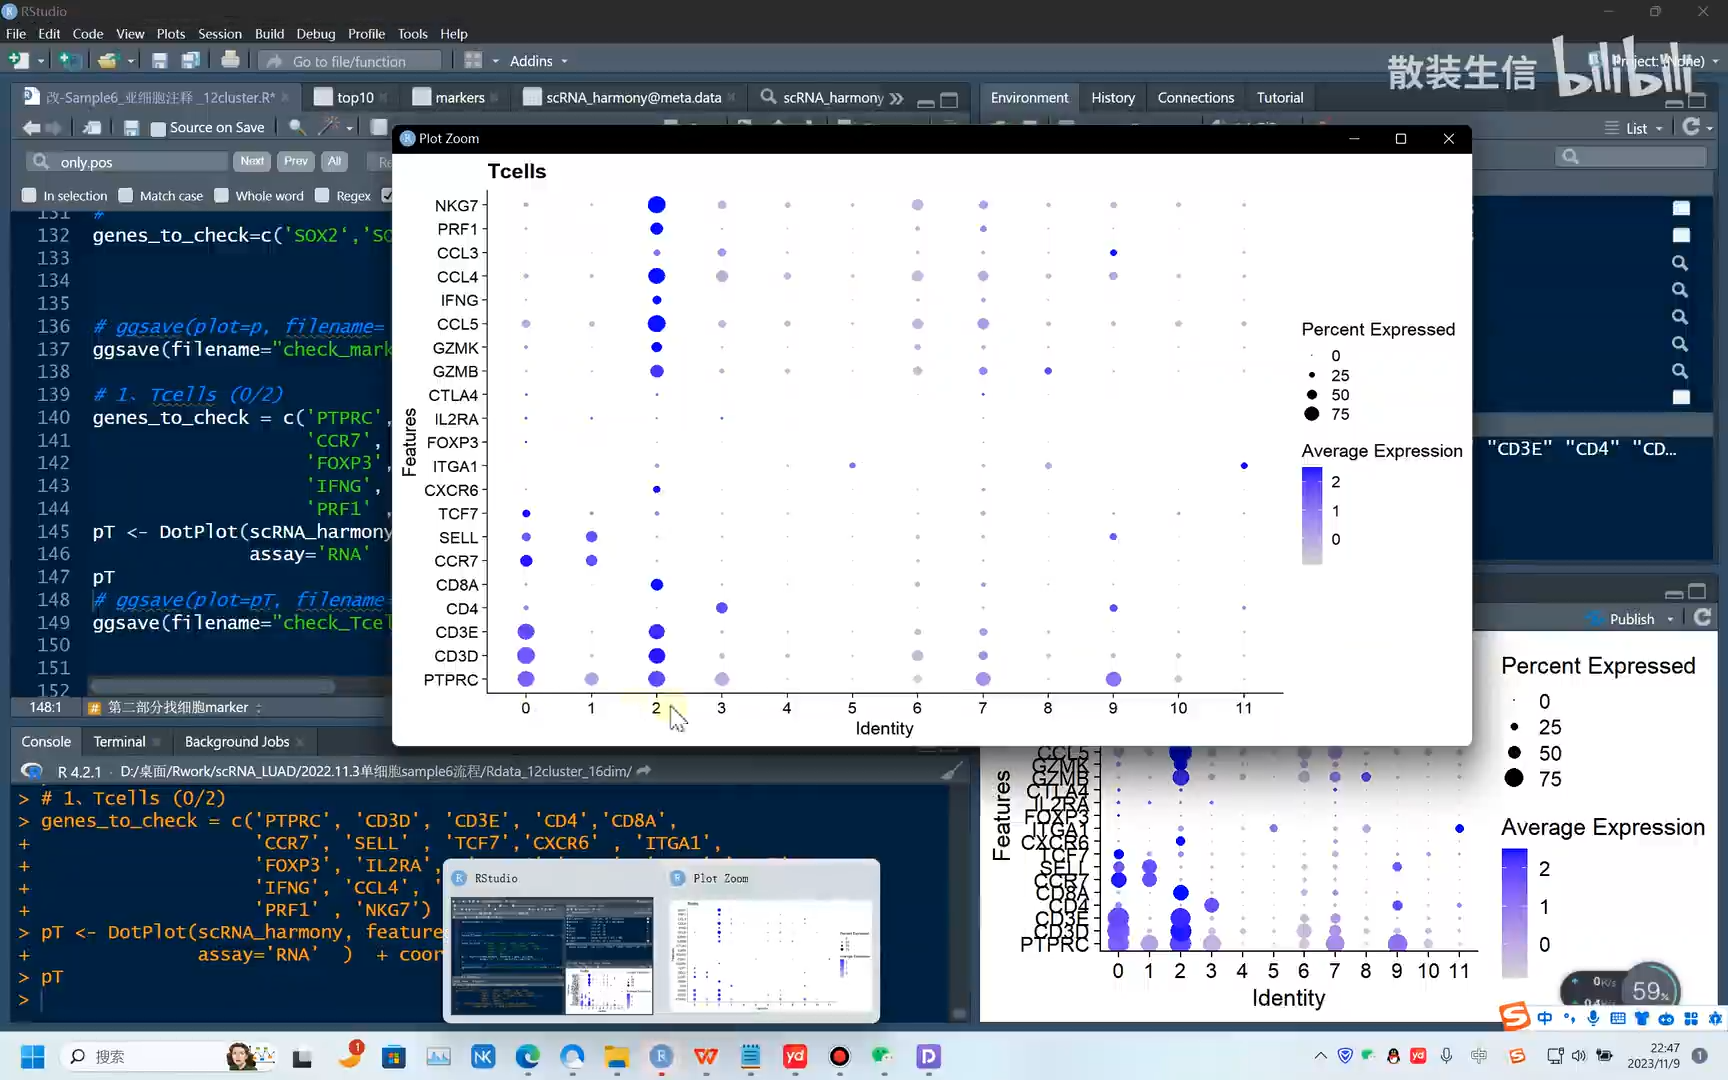 RStudio
File Edit Code View Plots Session Build Debug Profile Tools Help
Go to file/function Addins
散装生信 bilibili
Project: (None)
改-Sample6_亚细胞注释 _12cluster.R* top10 markers scRNA_harmony@meta.data scRNA_harmony
Source on Save
only.pos Next Prev All Re
In selection Match case Whole word Regex
131 #
132 genes_to_check=c('SOX2‘,’SO
133
134
135
136 # ggsave(plot=p, filename=
137 ggsave(filename="check_mark
138
139 # 1、Tcells (0/2)
140 genes_to_check = c('PTPRC',
141 'CCR7',
142 'FOXP3',
143 'IFNG',
144 'PRF1' ,
145 pT <- DotPlot(scRNA_harmony
146 assay='RNA'
147 pT
148 # ggsave(plot=pT, filename=
149 ggsave(filename="check_Tcel
150
151
152
148:1 第二部分找细胞marker
Console Terminal Background Jobs
R 4.2.1 · D:/桌面/Rwork/scRNA_LUAD/2022.11.3单细胞sample6流程/Rdata_12cluster_16dim/
> # 1、Tcells (0/2)
> genes_to_check = c('PTPRC', 'CD3D', 'CD3E', 'CD4','CD8A',
+ 'CCR7', 'SELL' , 'TCF7','CXCR6' , 'ITGA1',
+ 'FOXP3', 'IL2RA',
+ 'IFNG', 'CCL4',
+ 'PRF1' , 'NKG7')
> pT <- DotPlot(scRNA_harmony, feature
+ assay='RNA' ) + coor
> pT
>
Plot Zoom
Tcells
NKG7
PRF1
CCL3
CCL4
IFNG
CCL5
GZMK
GZMB
CTLA4
IL2RA
FOXP3
ITGA1
CXCR6
TCF7
SELL
CCR7
CD8A
CD4
CD3E
CD3D
PTPRC
Features
0 1 2 3 4 5 6 7 8 9 10 11
Identity
Percent Expressed
0
25
50
75
Average Expression
2
1
0
Environment History Connections Tutorial
List
"CD3E" "CD4" "CD…
Publish
CCL5
GZMK
GZMB
CTLA4
IL2RA
FOXP3
ITGA1
CXCR6
TCF7
SELL
CCR7
CD8A
CD4
CD3E
CD3D
PTPRC
Features
0 1 2 3 4 5 6 7 8 9 10 11
Identity
Percent Expressed
0
25
50
75
Average Expression
2
1
0
RStudio
Plot Zoom
59%
中
搜索
22:47
2023/11/9